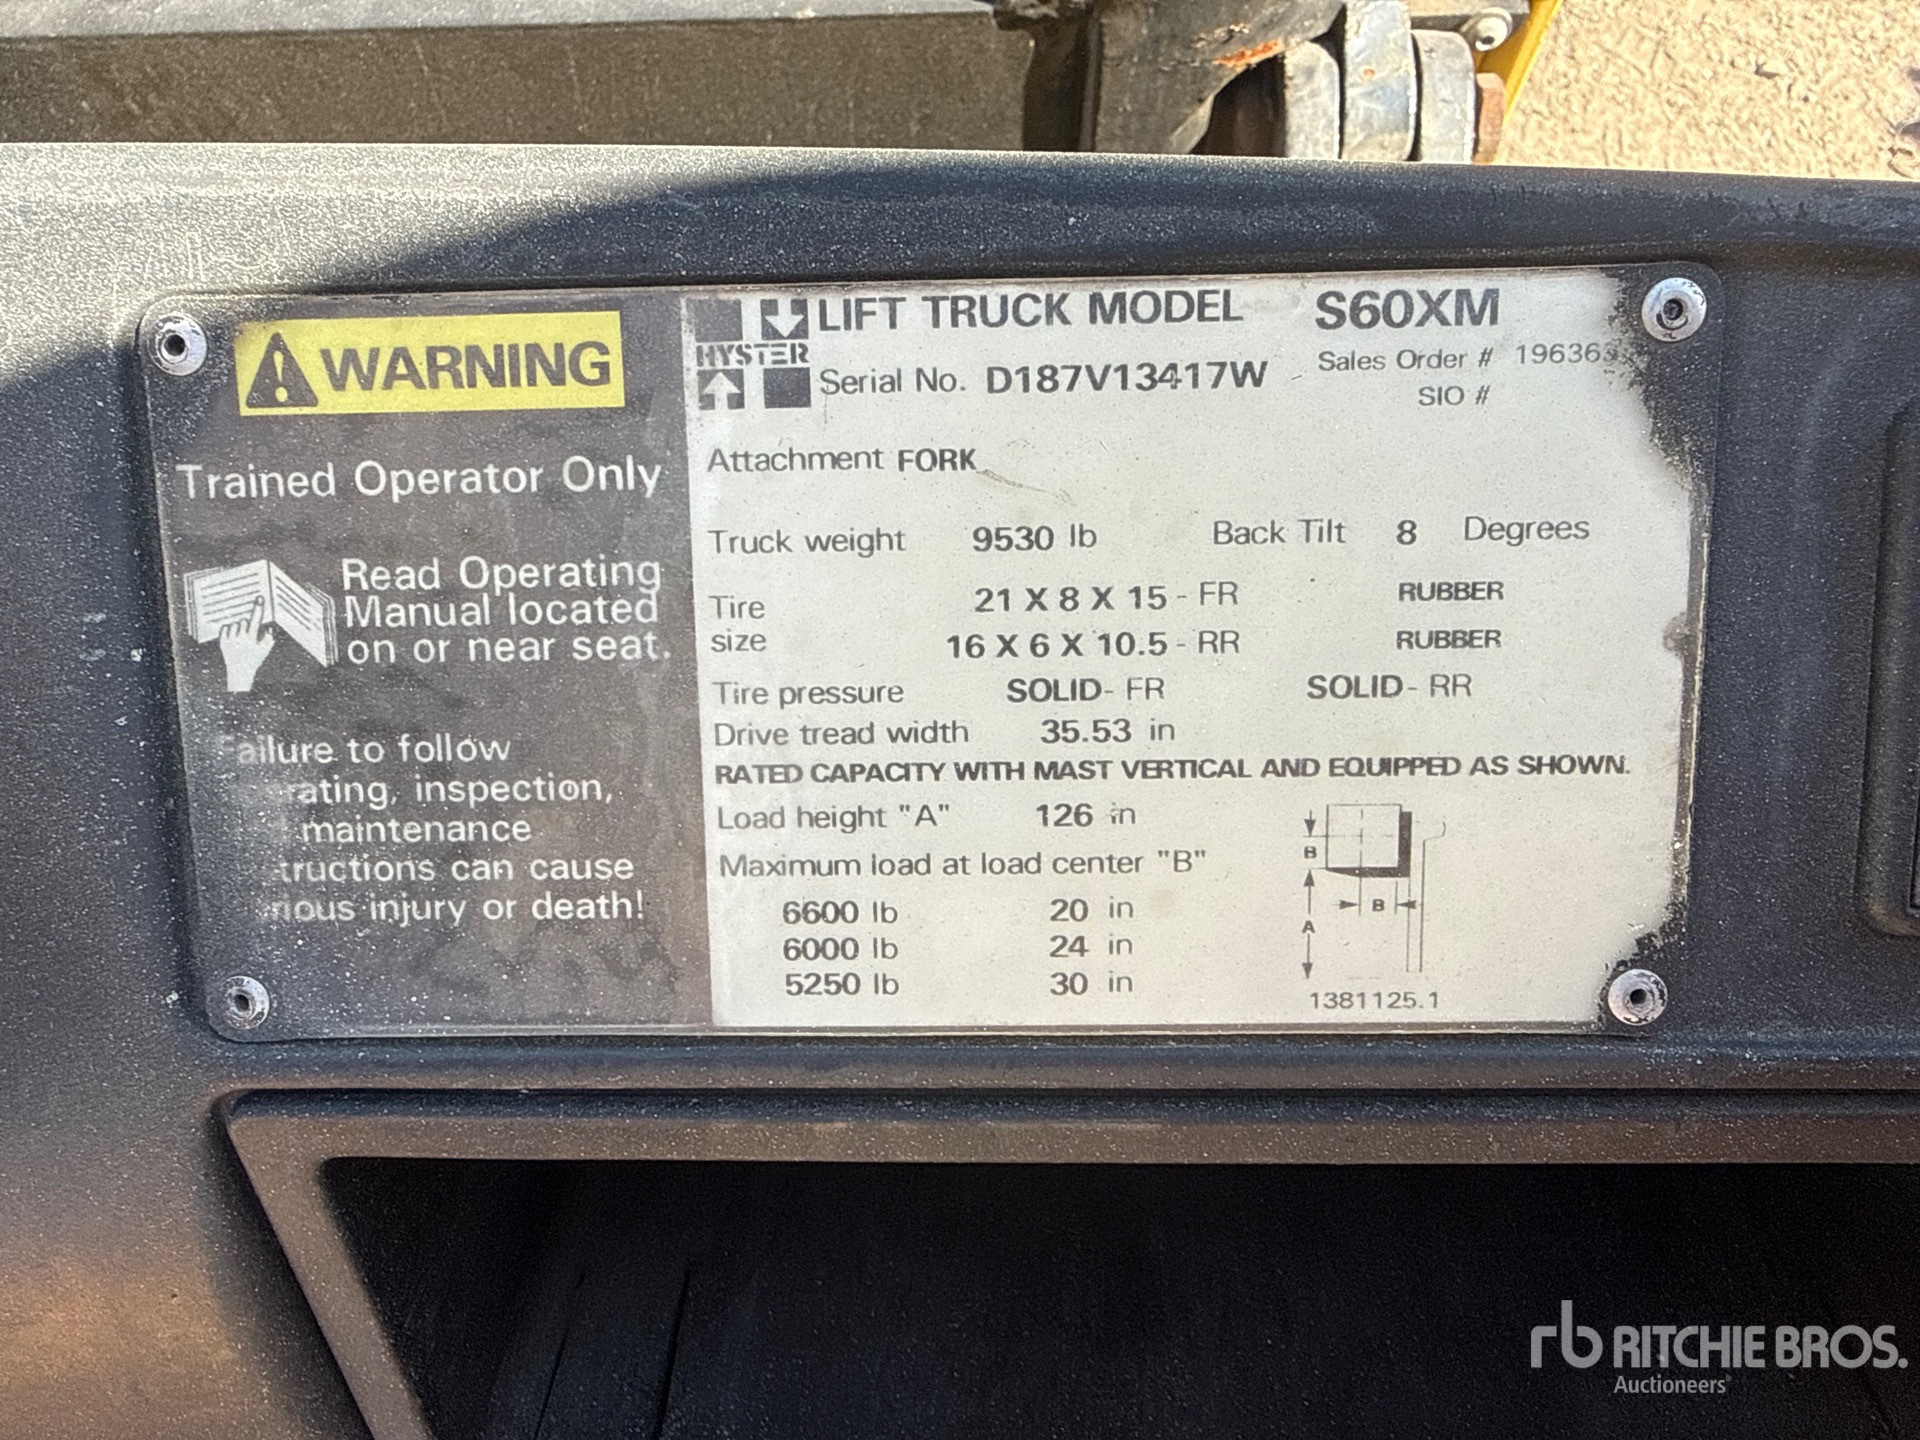 WARNING
Trained Operator Only
Read Operating
Manual located
on or near seat.
Failure to follow
rating, inspection,
maintenance
tructions can cause
rious injury or death!
HYSTER
LIFT TRUCK MODEL S60XM
Serial No. D187V13417W
Sales Order # 19636
SIO #
Attachment FORK
Truck weight 9530 lb Back Tilt 8 Degrees
Tire size
21 X 8 X 15 - FR RUBBER
16 X 6 X 10.5 - RR RUBBER
Tire pressure SOLID - FR SOLID - RR
Drive tread width 35.53 in
RATED CAPACITY WITH MAST VERTICAL AND EQUIPPED AS SHOWN.
Load height "A" 126 in
Maximum load at load center "B"
6600 lb 20 in
6000 lb 24 in
5250 lb 30 in
B
B
A
1381125.1
rb RITCHIE BROS.
Auctioneers